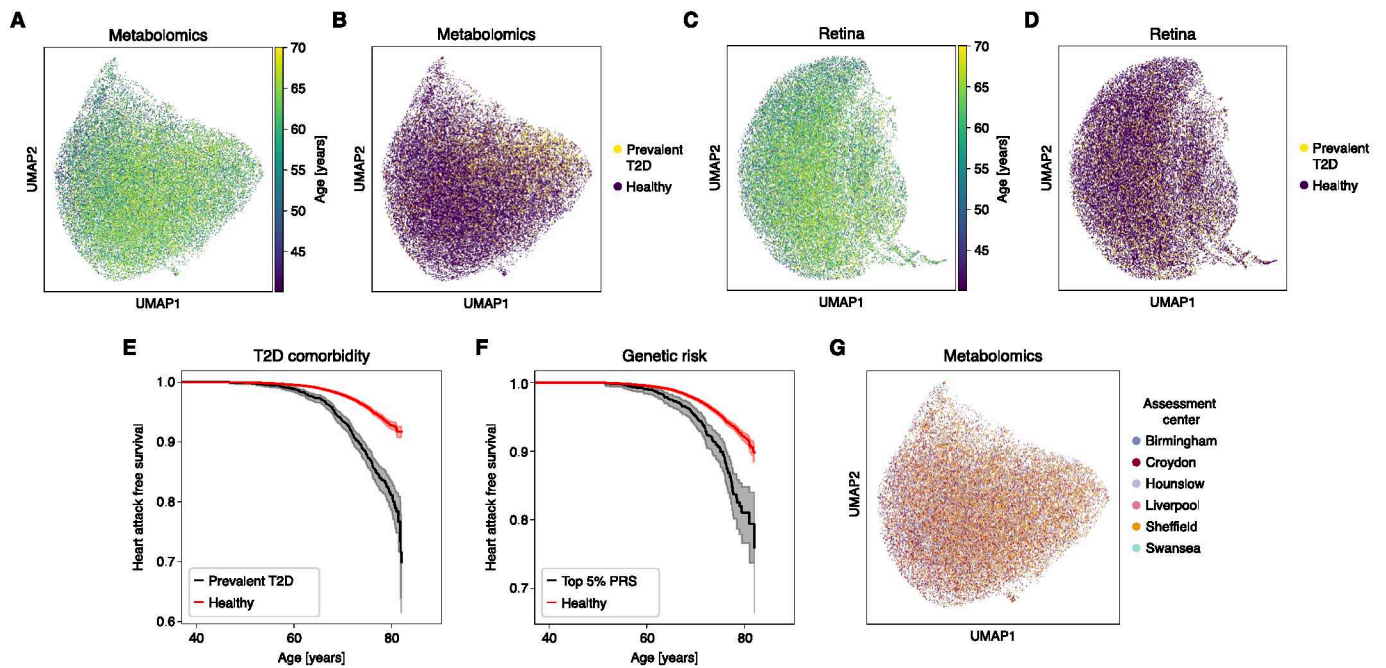 A
Metabolomics
UMAP2
UMAP1
70
65
60
55
50
45
Age [years]
B
Metabolomics
UMAP1
Prevalent
T2D
Healthy
C
Retina
UMAP2
UMAP1
70
65
60
55
50
45
Age [years]
D
Retina
UMAP2
UMAP1
Prevalent
T2D
Healthy
E
T2D comorbidity
Heart attack free survival
1.0
0.9
0.8
0.7
0.6
Prevalent T2D
Healthy
40
60
80
Age [years]
F
Genetic risk
Heart attack free survival
1.0
0.9
0.8
0.7
Top 5% PRS
Healthy
40
60
80
Age [years]
G
Metabolomics
UMAP2
UMAP1
Assessment
center
Birmingham
Croydon
Hounslow
Liverpool
Sheffield
Swansea